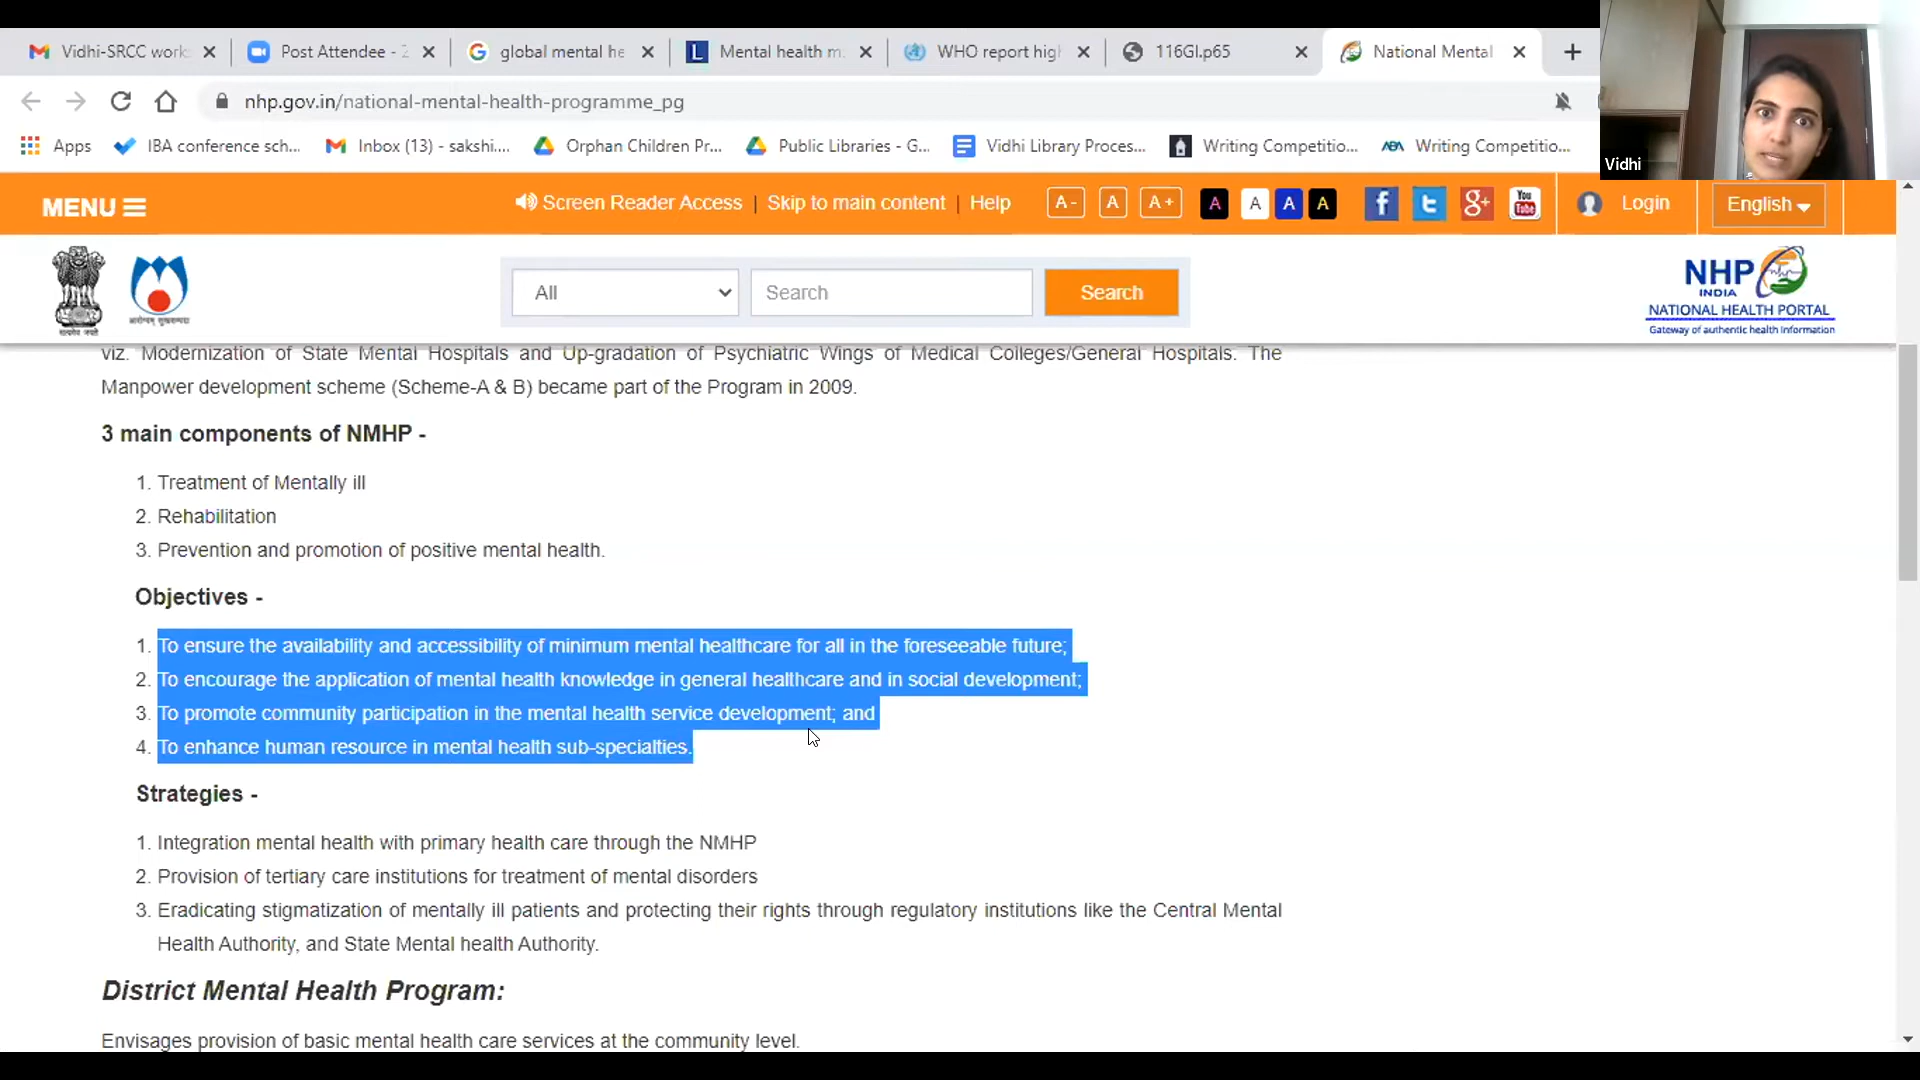 Vidhi-SRCC work
Post Attendee - 2
global mental he
Mental health m
WHO report hig
116GI.p65
National Mental
nhp.gov.in/national-mental-health-programme_pg
Apps
IBA conference sch...
Inbox (13) - sakshi....
Orphan Children Pr...
Public Libraries - G...
Vidhi Library Proces...
Writing Competitio...
Writing Competitio...
Vidhi
MENU
Screen Reader Access | Skip to main content | Help
A- A A+ A A A A
You Tube
Login
English
सत्यमेव जयते
आरोग्यम् सुखसम्पदा
All
Search
Search
NHP
INDIA
NATIONAL HEALTH PORTAL
Gateway of authentic health information
viz. Modernization of State Mental Hospitals and Up-gradation of Psychiatric Wings of Medical Colleges/General Hospitals. The
Manpower development scheme (Scheme-A & B) became part of the Program in 2009.
3 main components of NMHP -
1. Treatment of Mentally ill
2. Rehabilitation
3. Prevention and promotion of positive mental health.
Objectives -
1. To ensure the availability and accessibility of minimum mental healthcare for all in the foreseeable future;
2. To encourage the application of mental health knowledge in general healthcare and in social development;
3. To promote community participation in the mental health service development; and
4. To enhance human resource in mental health sub-specialties.
Strategies -
1. Integration mental health with primary health care through the NMHP
2. Provision of tertiary care institutions for treatment of mental disorders
3. Eradicating stigmatization of mentally ill patients and protecting their rights through regulatory institutions like the Central Mental
Health Authority, and State Mental health Authority.
District Mental Health Program:
Envisages provision of basic mental health care services at the community level.